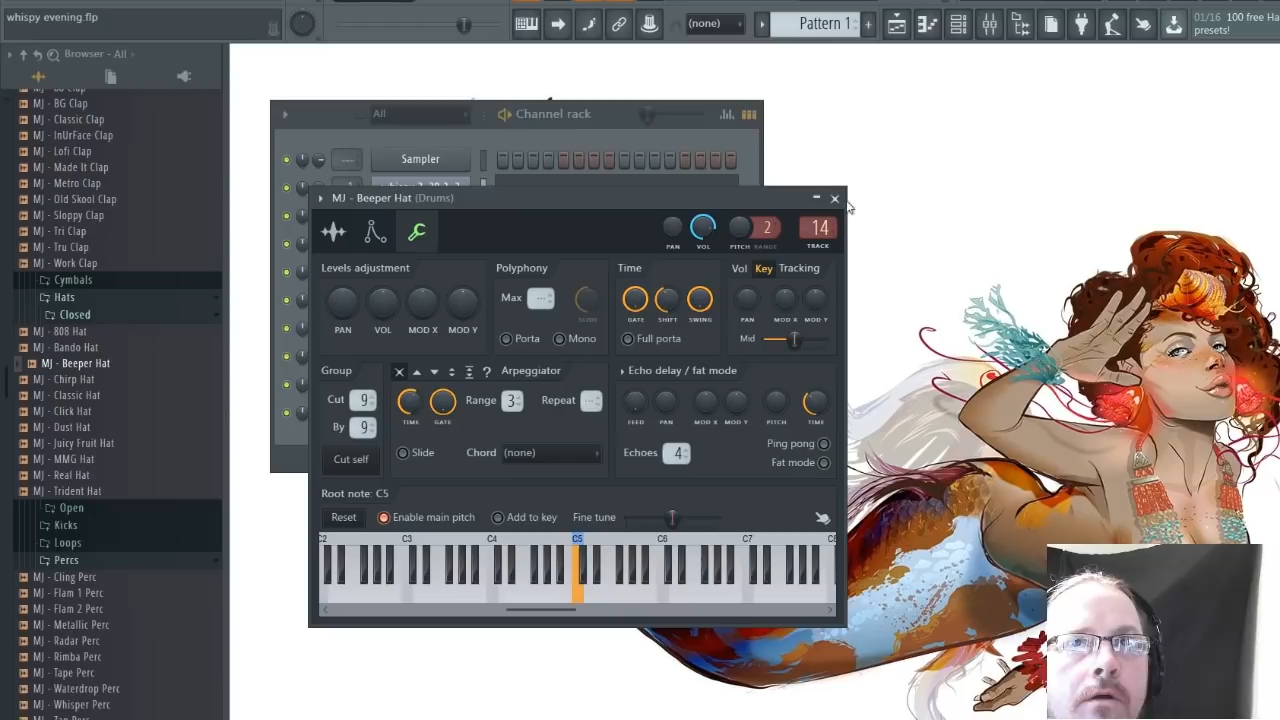 whispy evening.flp
(none)
Pattern 1
01/16 100 free Ha
presets!
Browser - All
MJ - BG Clap
MJ - Classic Clap
MJ - InUrFace Clap
MJ - Lofi Clap
MJ - Made It Clap
MJ - Metro Clap
MJ - Old Skool Clap
MJ - Sloppy Clap
MJ - Tri Clap
MJ - Tru Clap
MJ - Work Clap
Cymbals
Hats
Closed
MJ - 808 Hat
MJ - Bando Hat
MJ - Beeper Hat
MJ - Chirp Hat
MJ - Classic Hat
MJ - Click Hat
MJ - Dust Hat
MJ - Juicy Fruit Hat
MJ - MMG Hat
MJ - Real Hat
MJ - Trident Hat
Open
Kicks
Loops
Percs
MJ - Cling Perc
MJ - Flam 1 Perc
MJ - Flam 2 Perc
MJ - Metallic Perc
MJ - Radar Perc
MJ - Rimba Perc
MJ - Tape Perc
MJ - Waterdrop Perc
MJ - Whisper Perc
All
Channel rack
Sampler
MJ - Beeper Hat (Drums)
PAN VOL PITCH RANGE 2 14 TRACK
Levels adjustment
PAN VOL MOD X MOD Y
Polyphony
Max
SLIDE
Porta Mono
Time
GATE SHIFT SWING
Full porta
Vol Key Tracking
PAN MOD X MOD Y
Mid
Group
Cut 9
By 9
Cut self
Arpeggiator
TIME GATE
Range 3 Repeat
Slide Chord (none)
Echo delay / fat mode
FEED PAN MOD X MOD Y PITCH TIME
Ping pong
Echoes 4
Fat mode
Root note: C5
Reset Enable main pitch Add to key Fine tune
C2 C3 C4 C5 C6 C7